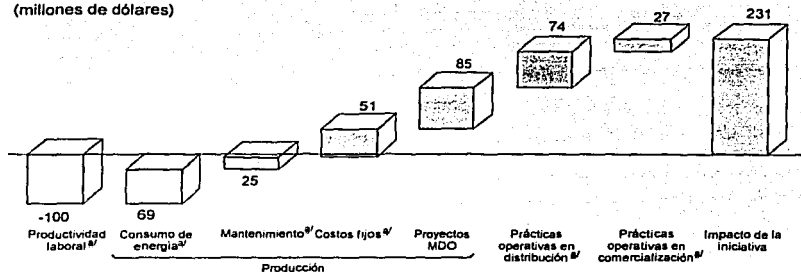 (millones de dólares)
-100
69
25
51
85
74
27
231
Productividad
laboral a/
Consumo de
energía a/
Mantenimiento a/
Costos fijos a/
Proyectos
MDO
Prácticas
operativas en
distribución a/
Prácticas
operativas en
comercialización a/
Impacto de la
iniciativa
Producción